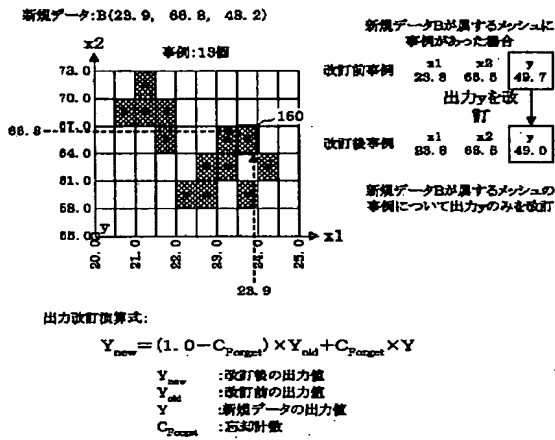 新規データ:B(23.9, 66.8, 48.2)
x2
事例:13個
73.0
70.0
67.0
66.8
64.0
61.0
58.0
55.0
y
160
x1
20.0
21.0
22.0
23.0
24.0
25.0
23.9
新規データBが属するメッシュに
事例があった場合
x1 x2 y
改訂前事例 23.8 66.5 49.7
出力yを改
訂
x1 x2 y
改訂後事例 23.8 66.5 49.0
新規データBが属するメッシュの
事例について出力yのみを改訂
出力改訂演算式:
Ynew=(1.0−CForget)×Yold+CForget×Y
Ynew :改訂後の出力値
Yold :改訂前の出力値
Y :新規データの出力値
CForget :忘却計数